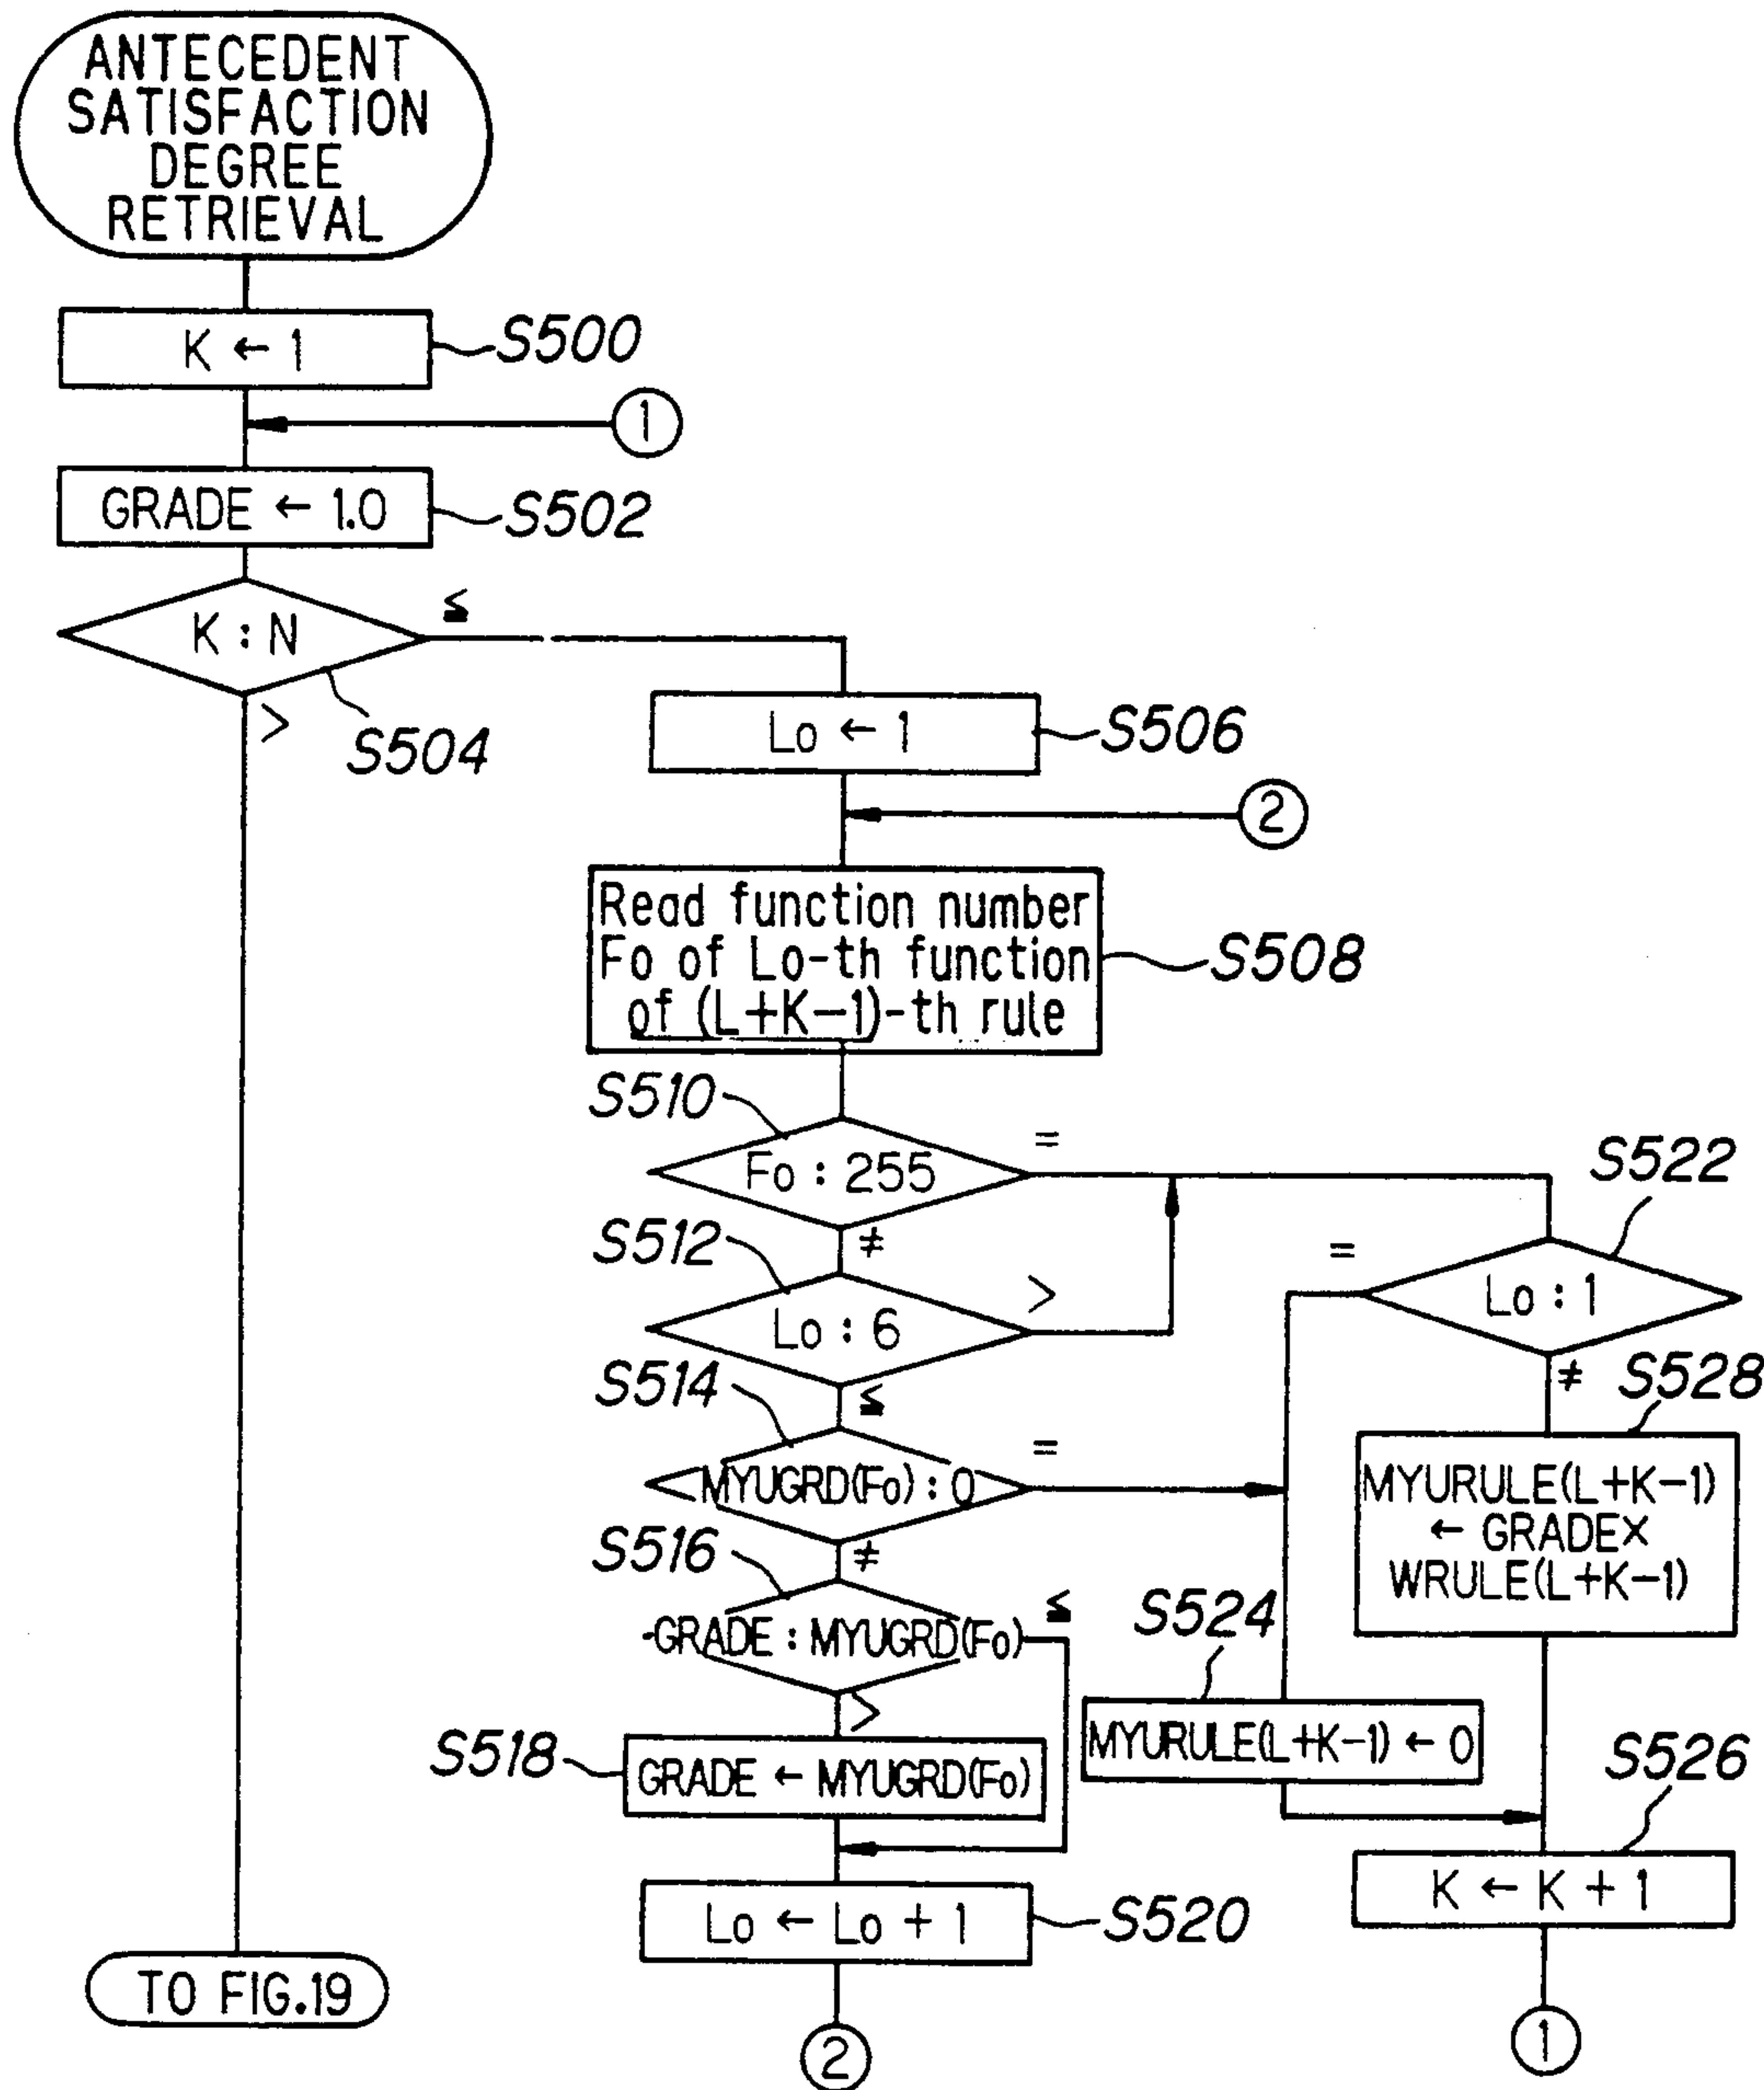 ANTECEDENT
SATISFACTION
DEGREE
RETRIEVAL
K ← 1
S500
1
GRADE ← 1.0
S502
K : N
≦
>
S504
Lo ← 1
S506
2
Read function number
Fo of Lo-th function
of (L+K-1)-th rule
S508
S510
Fo : 255
=
≠
S522
S512
Lo : 6
>
≦
=
Lo : 1
≠
S528
S514
MYUGRD(Fo) : 0
=
≠
MYURULE(L+K-1)
← GRADE×
WRULE(L+K-1)
S516
GRADE : MYUGRD(Fo)
≦
>
S524
MYURULE(L+K-1) ← 0
S518
GRADE ← MYUGRD(Fo)
S526
K ← K + 1
Lo ← Lo + 1
S520
TO FIG.19
2
1